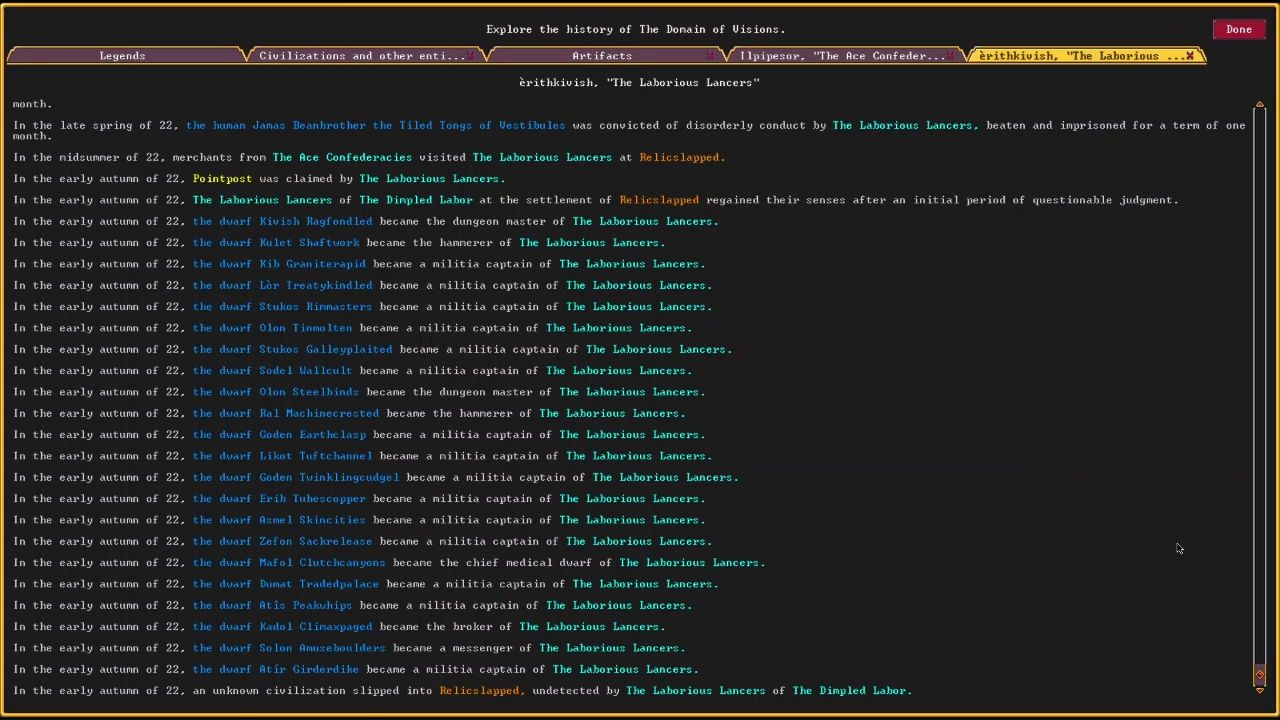 Explore the history of The Domain of Visions.
Done
Legends
Civilizations and other enti...
Artifacts
Ilpipesor, "The Ace Confeder...
èrithkivish, "The Laborious ...
èrithkivish, "The Laborious Lancers"
month.
In the late spring of 22, the human Jamas Beanbrother the Tiled Tongs of Vestibules was convicted of disorderly conduct by The Laborious Lancers, beaten and imprisoned for a term of one
month.
In the midsummer of 22, merchants from The Ace Confederacies visited The Laborious Lancers at Relicslapped.
In the early autumn of 22, Pointpost was claimed by The Laborious Lancers.
In the early autumn of 22, The Laborious Lancers of The Dimpled Labor at the settlement of Relicslapped regained their senses after an initial period of questionable judgment.
In the early autumn of 22, the dwarf Kivish Ragfondled became the dungeon master of The Laborious Lancers.
In the early autumn of 22, the dwarf Kulet Shaftwork became the hammerer of The Laborious Lancers.
In the early autumn of 22, the dwarf Kib Graniterapid became a militia captain of The Laborious Lancers.
In the early autumn of 22, the dwarf Lòr Treatykindled became a militia captain of The Laborious Lancers.
In the early autumn of 22, the dwarf Stukos Rimmasters became a militia captain of The Laborious Lancers.
In the early autumn of 22, the dwarf Olon Tinmolten became a militia captain of The Laborious Lancers.
In the early autumn of 22, the dwarf Stukos Galleyplaited became a militia captain of The Laborious Lancers.
In the early autumn of 22, the dwarf Sodel Wallcult became a militia captain of The Laborious Lancers.
In the early autumn of 22, the dwarf Olon Steelbinds became the dungeon master of The Laborious Lancers.
In the early autumn of 22, the dwarf Ral Machinecrested became the hammerer of The Laborious Lancers.
In the early autumn of 22, the dwarf Goden Earthclasp became a militia captain of The Laborious Lancers.
In the early autumn of 22, the dwarf Likot Tuftchannel became a militia captain of The Laborious Lancers.
In the early autumn of 22, the dwarf Goden Twinklingcudgel became a militia captain of The Laborious Lancers.
In the early autumn of 22, the dwarf Erib Tubescopper became a militia captain of The Laborious Lancers.
In the early autumn of 22, the dwarf Asmel Skincities became a militia captain of The Laborious Lancers.
In the early autumn of 22, the dwarf Zefon Sackrelease became a militia captain of The Laborious Lancers.
In the early autumn of 22, the dwarf Mafol Clutchcanyons became the chief medical dwarf of The Laborious Lancers.
In the early autumn of 22, the dwarf Dumat Tradedpalace became a militia captain of The Laborious Lancers.
In the early autumn of 22, the dwarf Atîs Peakwhips became a militia captain of The Laborious Lancers.
In the early autumn of 22, the dwarf Kadol Climaxpaged became the broker of The Laborious Lancers.
In the early autumn of 22, the dwarf Solon Amuseboulders became a messenger of The Laborious Lancers.
In the early autumn of 22, the dwarf Atír Girderdike became a militia captain of The Laborious Lancers.
In the early autumn of 22, an unknown civilization slipped into Relicslapped, undetected by The Laborious Lancers of The Dimpled Labor.